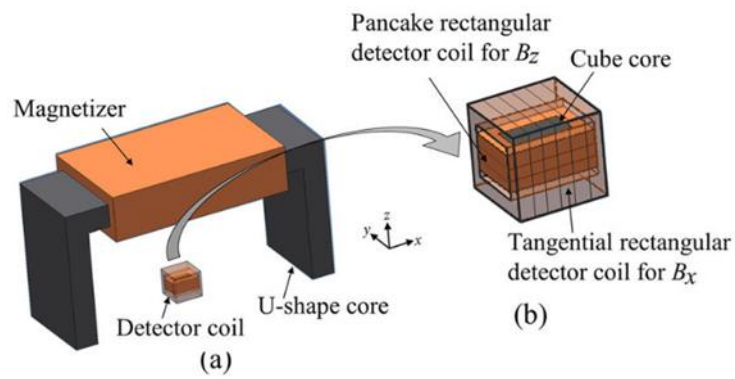 Magnetizer
Detector coil
U-shape core
(a)
z
y
x
Pancake rectangular
detector coil for Bz
Cube core
Tangential rectangular
detector coil for Bx
(b)